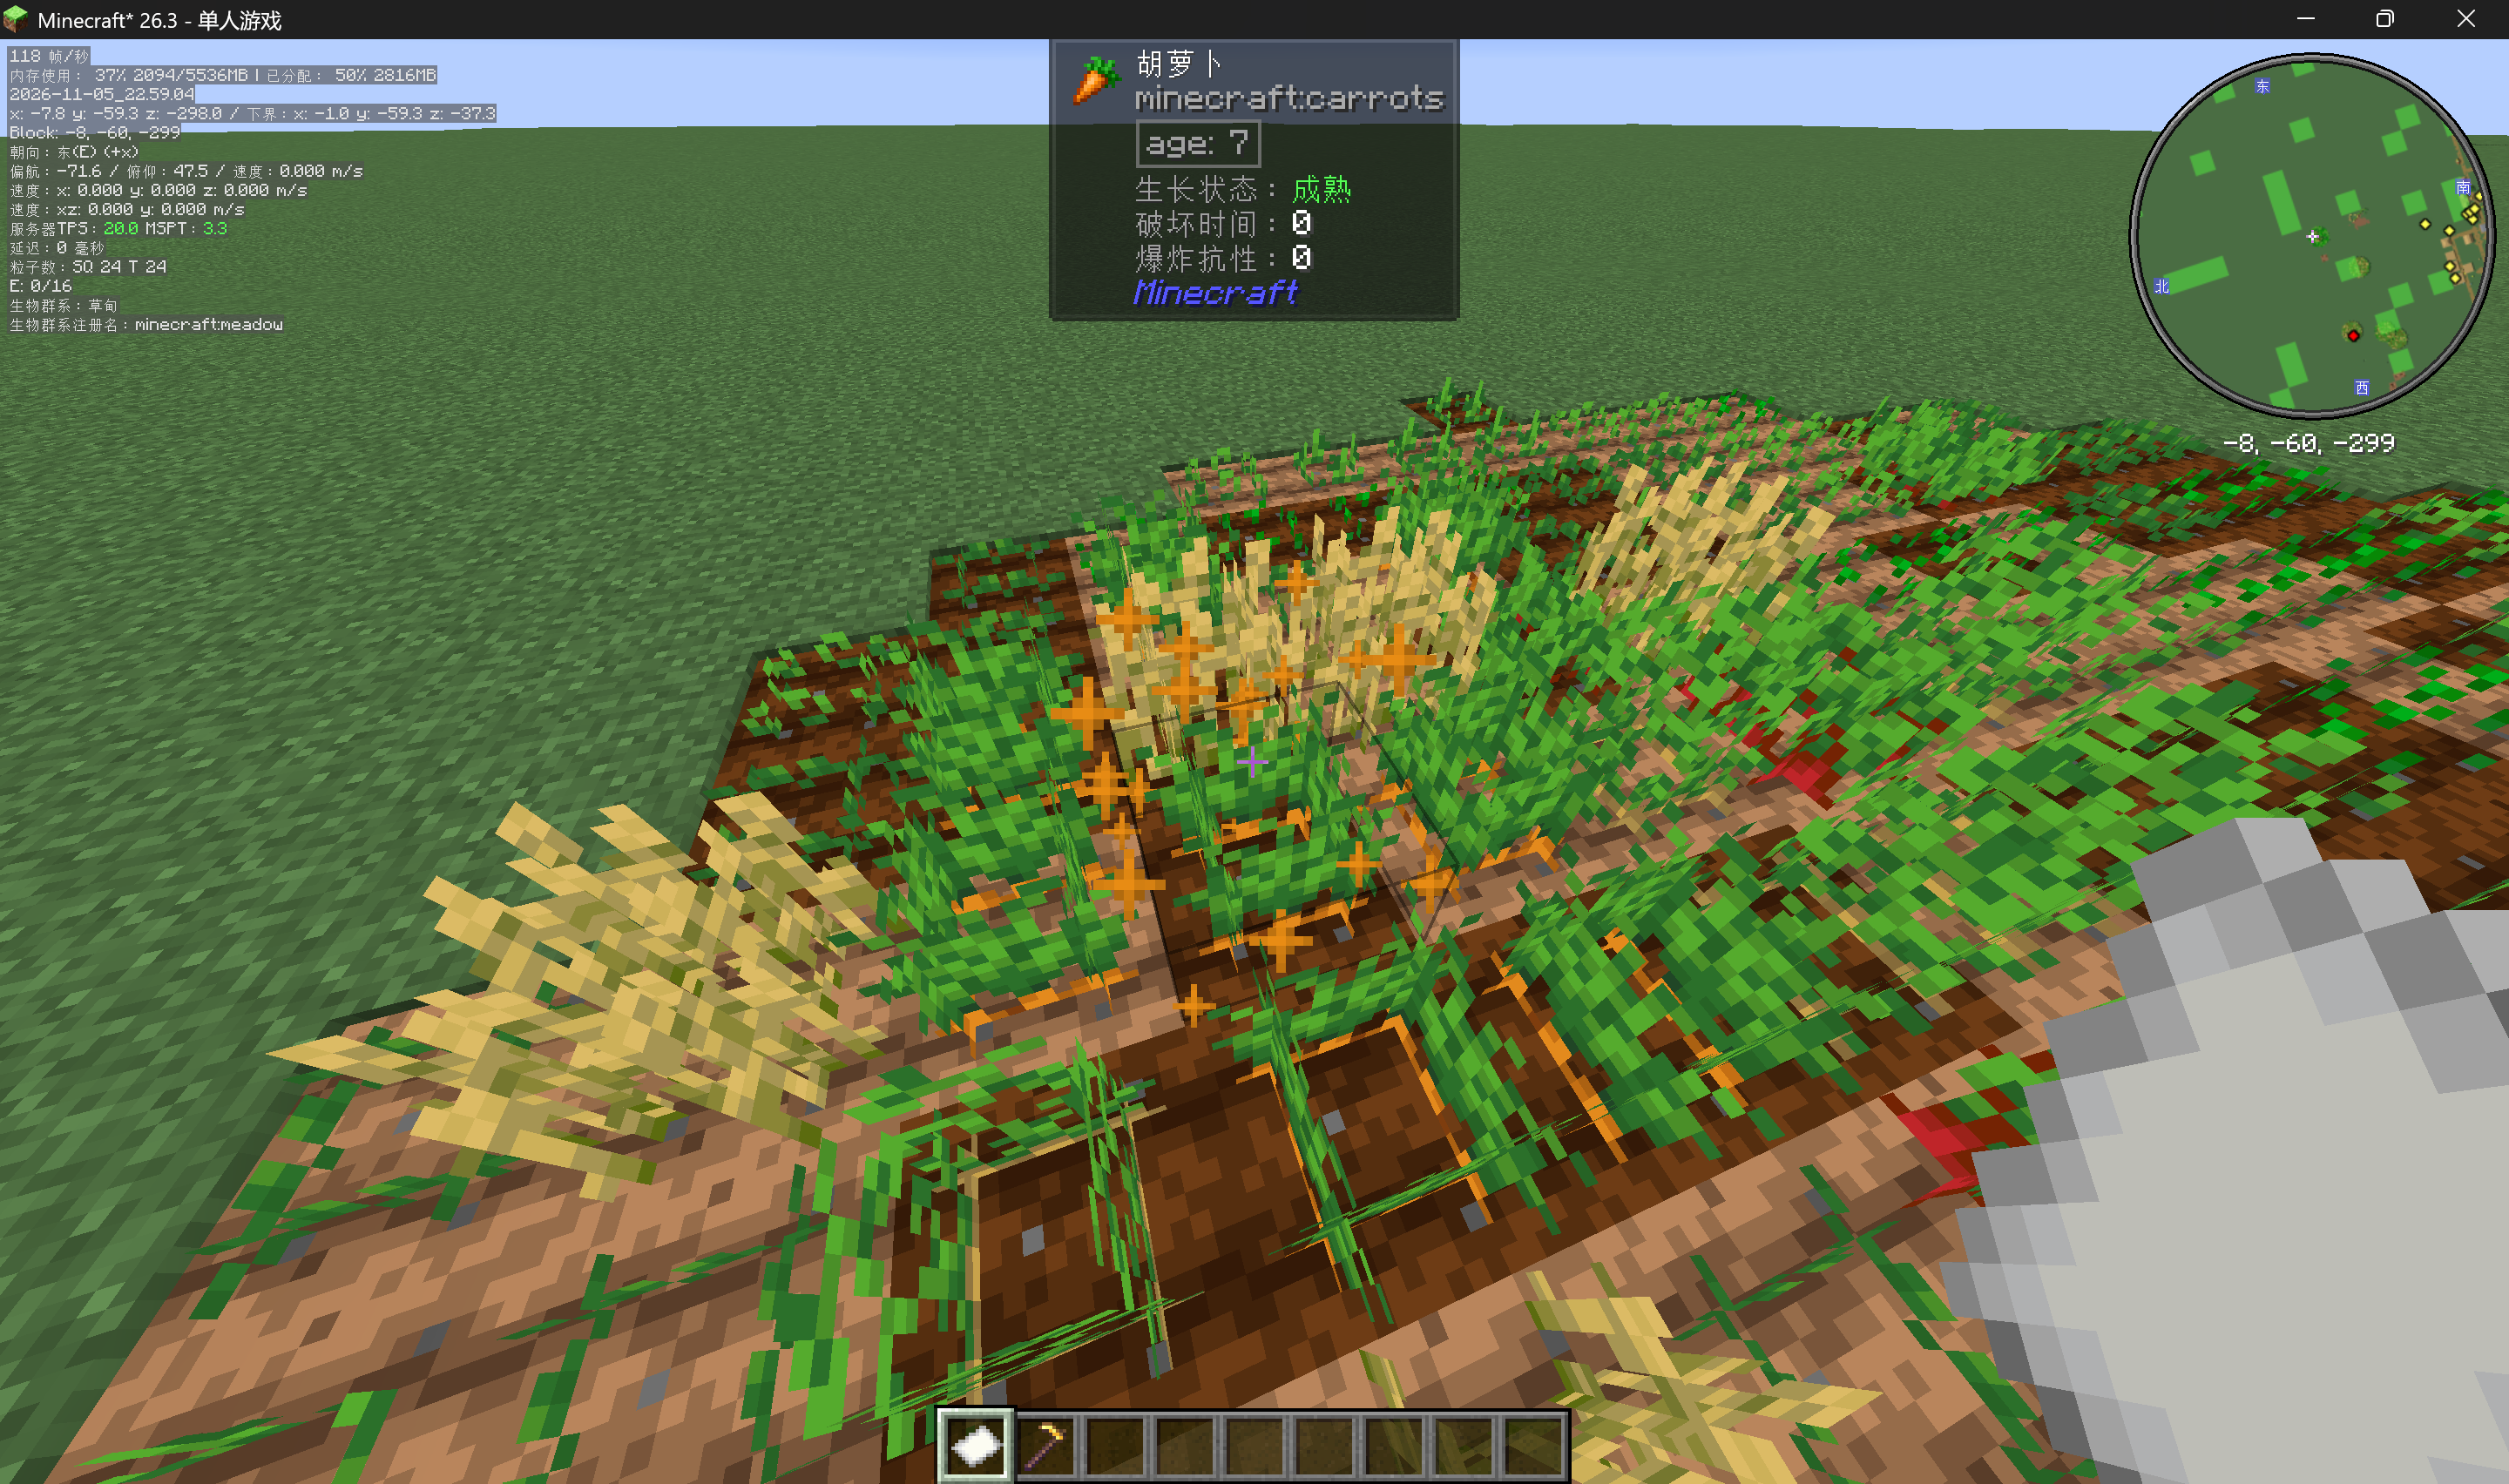 Minecraft* 26.3 - 单人游戏
118 帧/秒
内存使用： 37% 2094/5536MB | 已分配： 50% 2816MB
2026-11-05_22.59.04
x: -7.8 y: -59.3 z: -298.0 / 下界：x: -1.0 y: -59.3 z: -37.3
Block: -8, -60, -299
朝向：东(E) (+x)
偏航：-71.6 / 俯仰：47.5 / 速度：0.000 m/s
速度：x: 0.000 y: 0.000 z: 0.000 m/s
速度：xz: 0.000 y: 0.000 m/s
服务器TPS：20.0 MSPT：3.3
延迟：0 毫秒
粒子数：SQ 24 T 24
E: 0/16
生物群系：草甸
生物群系注册名：minecraft:meadow
胡萝卜
minecraft:carrots
age: 7
生长状态：成熟
破坏时间：0
爆炸抗性：0
Minecraft
东
南
北
西
-8, -60, -299